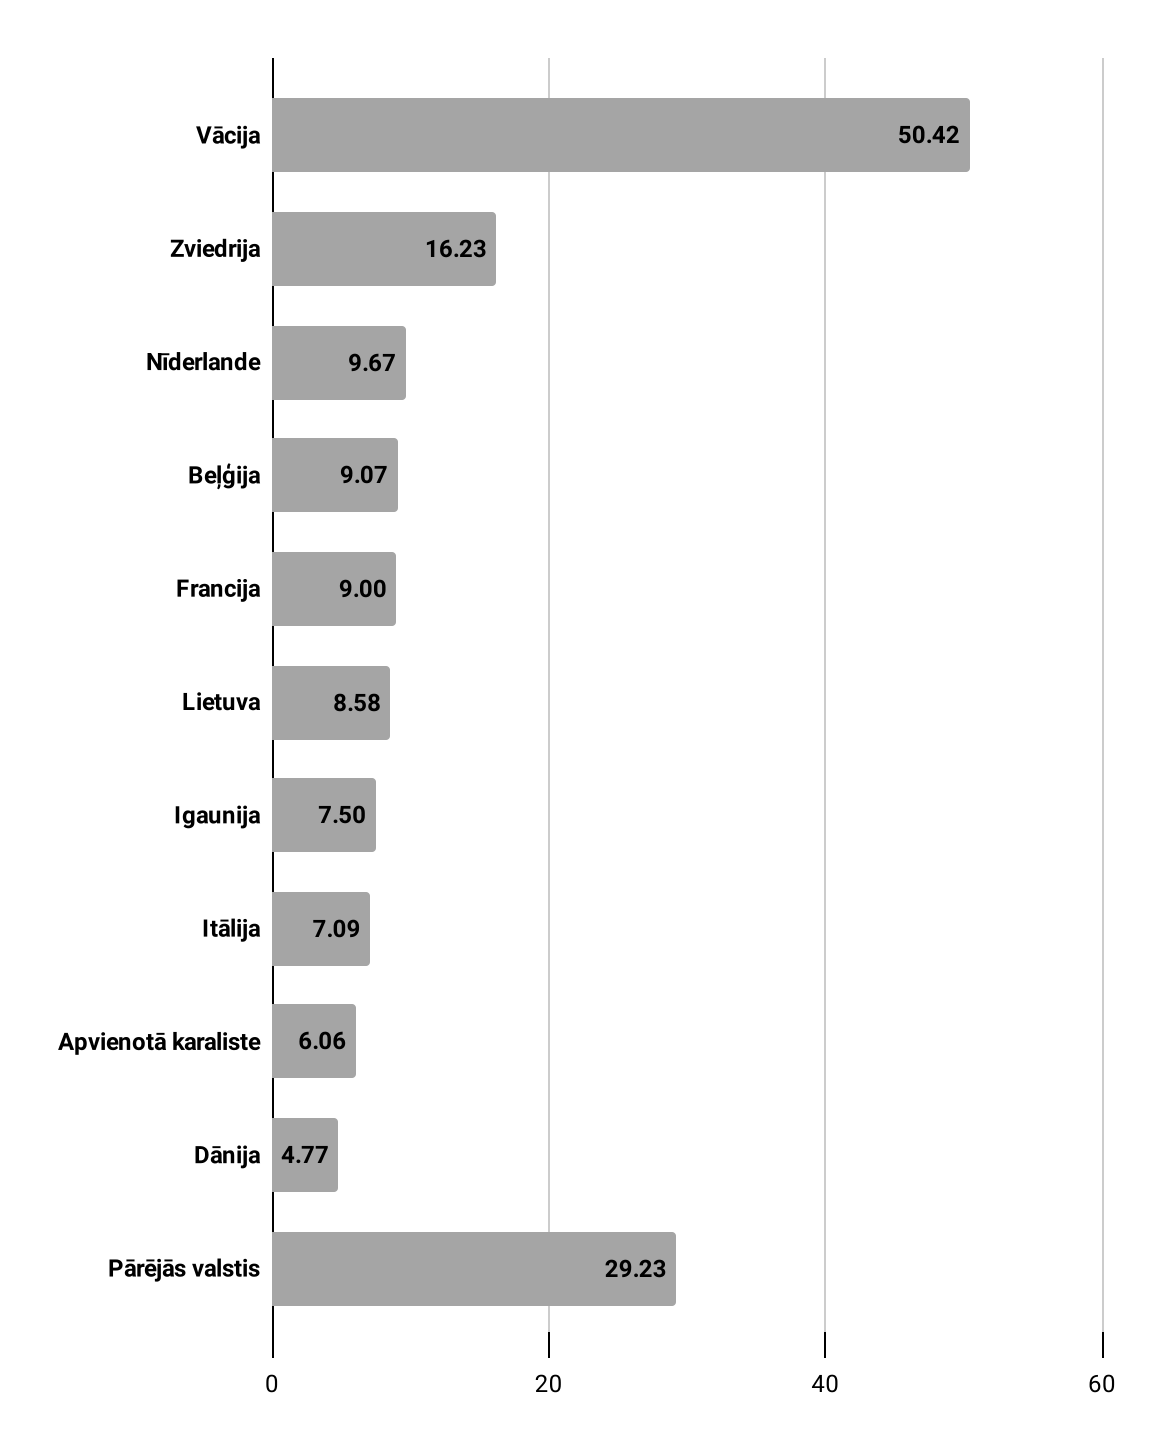 Vācija 50.42
Zviedrija 16.23
Nīderlande 9.67
Beļģija 9.07
Francija 9.00
Lietuva 8.58
Igaunija 7.50
Itālija 7.09
Apvienotā karaliste 6.06
Dānija 4.77
Pārējās valstis 29.23
0 20 40 60